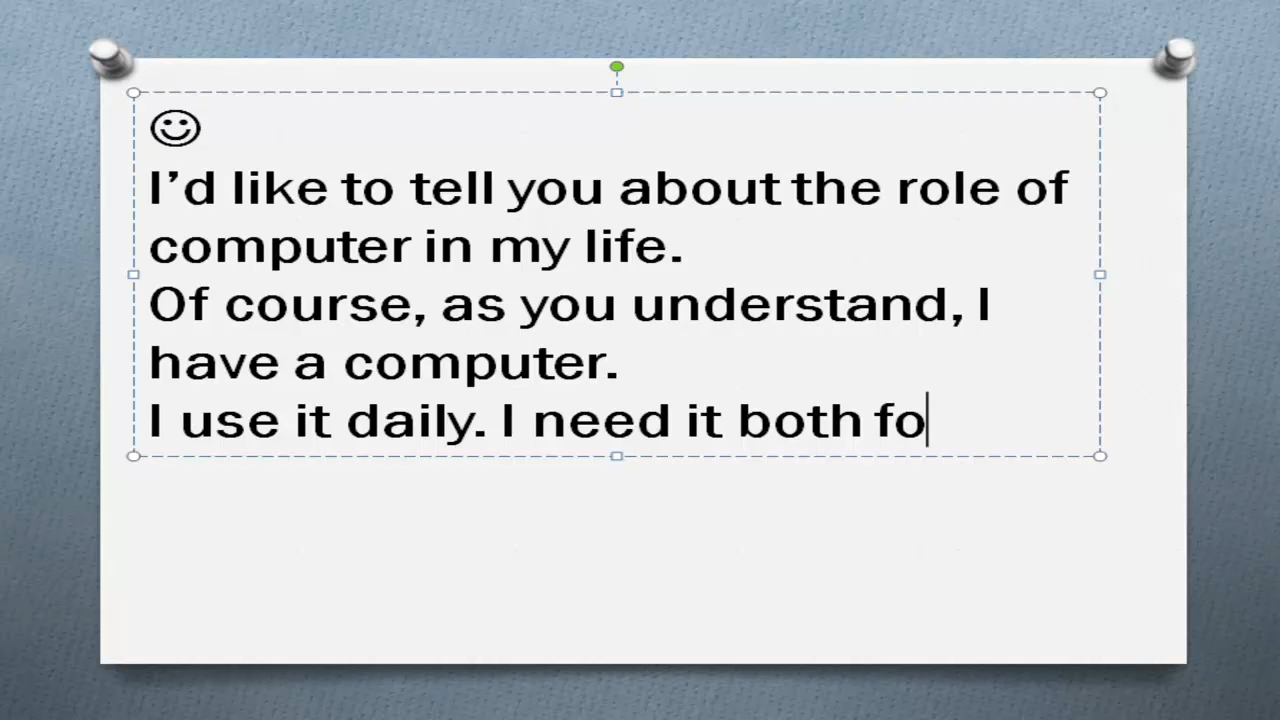 ☺
I’d like to tell you about the role of
computer in my life.
Of course, as you understand, I
have a computer.
I use it daily. I need it both fo